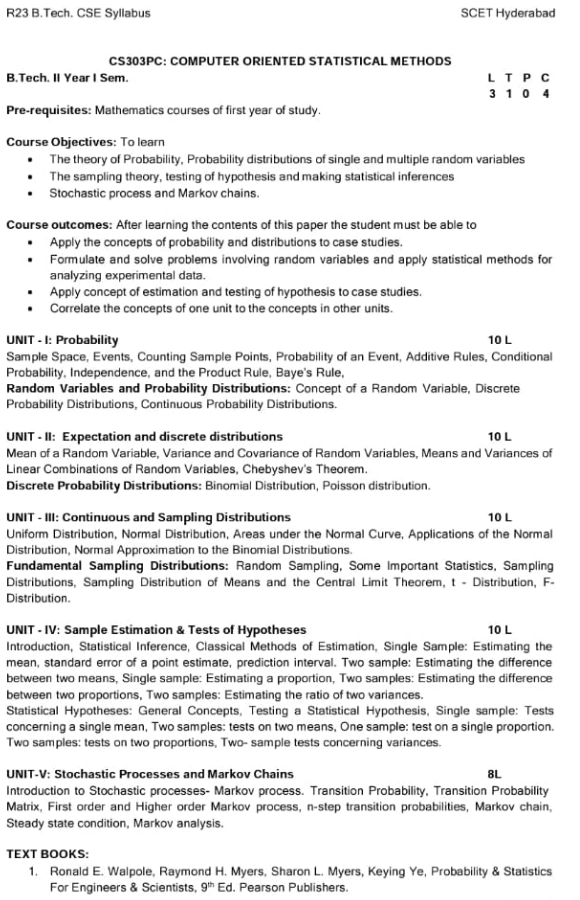 R23 B.Tech. CSE Syllabus SCET Hyderabad
CS303PC: COMPUTER ORIENTED STATISTICAL METHODS
B.Tech. II Year I Sem. L T P C
3 1 0 4
Pre-requisites: Mathematics courses of first year of study.
Course Objectives: To learn
• The theory of Probability, Probability distributions of single and multiple random variables
• The sampling theory, testing of hypothesis and making statistical inferences
• Stochastic process and Markov chains.
Course outcomes: After learning the contents of this paper the student must be able to
• Apply the concepts of probability and distributions to case studies.
• Formulate and solve problems involving random variables and apply statistical methods for
analyzing experimental data.
• Apply concept of estimation and testing of hypothesis to case studies.
• Correlate the concepts of one unit to the concepts in other units.
UNIT - I: Probability 10 L
Sample Space, Events, Counting Sample Points, Probability of an Event, Additive Rules, Conditional
Probability, Independence, and the Product Rule, Baye's Rule,
Random Variables and Probability Distributions: Concept of a Random Variable, Discrete
Probability Distributions, Continuous Probability Distributions.
UNIT - II: Expectation and discrete distributions 10 L
Mean of a Random Variable, Variance and Covariance of Random Variables, Means and Variances of
Linear Combinations of Random Variables, Chebyshev's Theorem.
Discrete Probability Distributions: Binomial Distribution, Poisson distribution.
UNIT - III: Continuous and Sampling Distributions 10 L
Uniform Distribution, Normal Distribution, Areas under the Normal Curve, Applications of the Normal
Distribution, Normal Approximation to the Binomial Distributions.
Fundamental Sampling Distributions: Random Sampling, Some Important Statistics, Sampling
Distributions, Sampling Distribution of Means and the Central Limit Theorem, t - Distribution, F-
Distribution.
UNIT - IV: Sample Estimation & Tests of Hypotheses 10 L
Introduction, Statistical Inference, Classical Methods of Estimation, Single Sample: Estimating the
mean, standard error of a point estimate, prediction interval. Two sample: Estimating the difference
between two means, Single sample: Estimating a proportion, Two samples: Estimating the difference
between two proportions, Two samples: Estimating the ratio of two variances.
Statistical Hypotheses: General Concepts, Testing a Statistical Hypothesis, Single sample: Tests
concerning a single mean, Two samples: tests on two means, One sample: test on a single proportion.
Two samples: tests on two proportions, Two- sample tests concerning variances.
UNIT-V: Stochastic Processes and Markov Chains 8L
Introduction to Stochastic processes- Markov process. Transition Probability, Transition Probability
Matrix, First order and Higher order Markov process, n-step transition probabilities, Markov chain,
Steady state condition, Markov analysis.
TEXT BOOKS:
1. Ronald E. Walpole, Raymond H. Myers, Sharon L. Myers, Keying Ye, Probability & Statistics
For Engineers & Scientists, 9th Ed. Pearson Publishers.